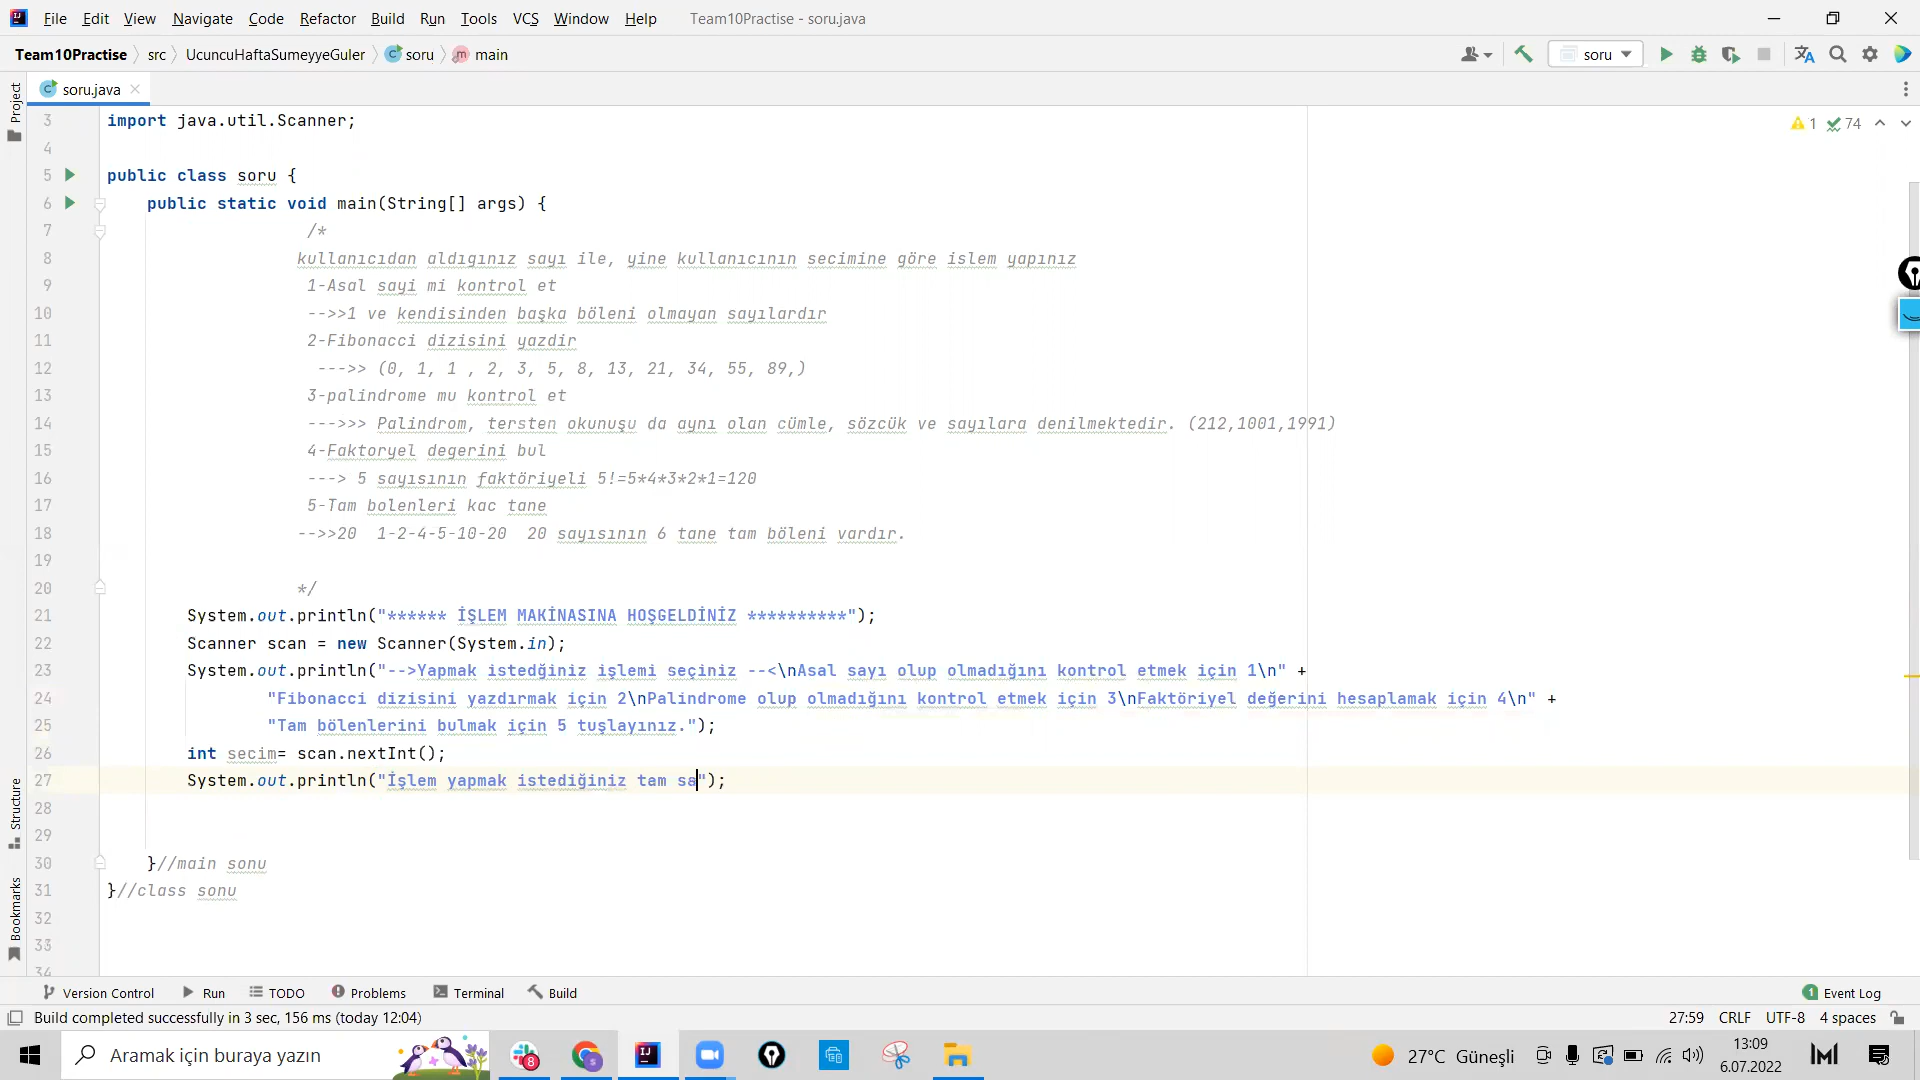 File Edit View Navigate Code Refactor Build Run Tools VCS Window Help Team10Practise - soru.java
Team10Practise src UcuncuHaftaSumeyyeGuler soru main soru
soru.java
Project
3 import java.util.Scanner; 1 74
4
5 public class soru {
6 public static void main(String[] args) {
7 /*
8 kullanıcıdan aldıgınız sayı ile, yine kullanıcının secimine göre islem yapınız
9 1-Asal sayi mi kontrol et
10 -->>1 ve kendisinden başka böleni olmayan sayılardır
11 2-Fibonacci dizisini yazdir
12 --->> (0, 1, 1 , 2, 3, 5, 8, 13, 21, 34, 55, 89,)
13 3-palindrome mu kontrol et
14 --->>> Palindrom, tersten okunuşu da aynı olan cümle, sözcük ve sayılara denilmektedir. (212,1001,1991)
15 4-Faktoryel degerini bul
16 ---> 5 sayısının faktöriyeli 5!=5*4*3*2*1=120
17 5-Tam bolenleri kac tane
18 -->>20 1-2-4-5-10-20 20 sayısının 6 tane tam böleni vardır.
19
20 */
21 System.out.println("****** İŞLEM MAKİNASINA HOŞGELDİNİZ **********");
22 Scanner scan = new Scanner(System.in);
23 System.out.println("-->Yapmak istedğiniz işlemi seçiniz --<\nAsal sayı olup olmadığını kontrol etmek için 1\n" +
24 "Fibonacci dizisini yazdırmak için 2\nPalindrome olup olmadığını kontrol etmek için 3\nFaktöriyel değerini hesaplamak için 4\n" +
25 "Tam bölenlerini bulmak için 5 tuşlayınız.");
26 int secim= scan.nextInt();
27 System.out.println("İşlem yapmak istediğiniz tam sa");
28
29
30 }//main sonu
31 }//class sonu
32
33
34
Structure
Bookmarks
Version Control Run TODO Problems Terminal Build 1 Event Log
Build completed successfully in 3 sec, 156 ms (today 12:04) 27:59 CRLF UTF-8 4 spaces
Aramak için buraya yazın 8 27°C Güneşli 13:09
6.07.2022